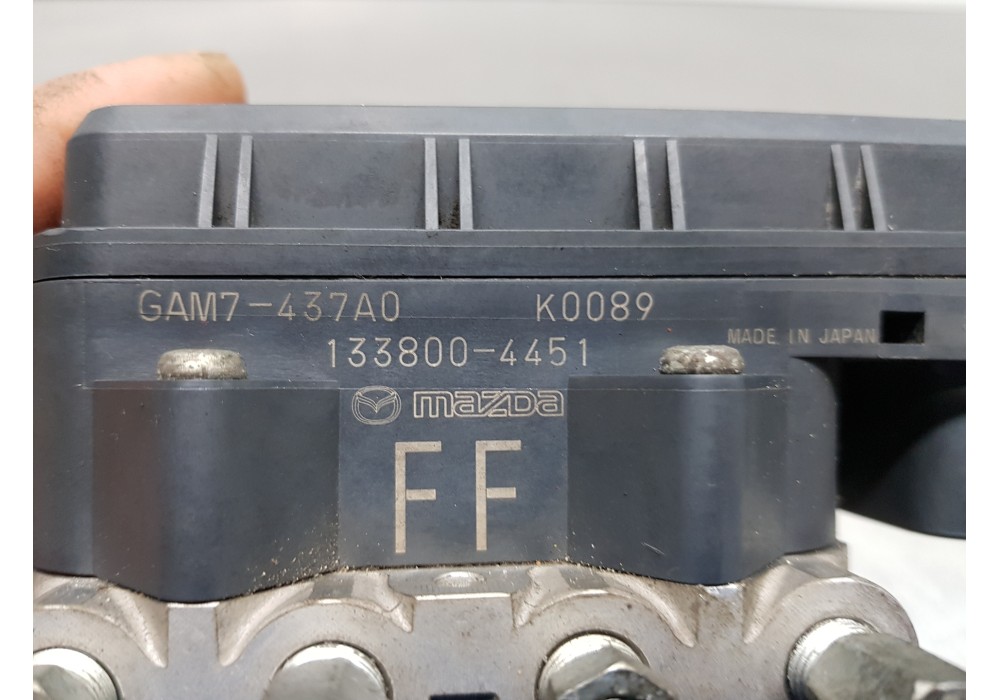 GAM7-437A0 K0089
133800-4451
MADE IN JAPAN
mazda
FF